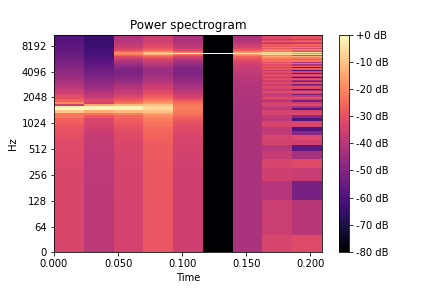 Power spectrogram
8192
4096
2048
1024
512
256
128
64
0
Hz
0.000 0.050 0.100 0.150 0.200
Time
+0 dB
-10 dB
-20 dB
-30 dB
-40 dB
-50 dB
-60 dB
-70 dB
-80 dB